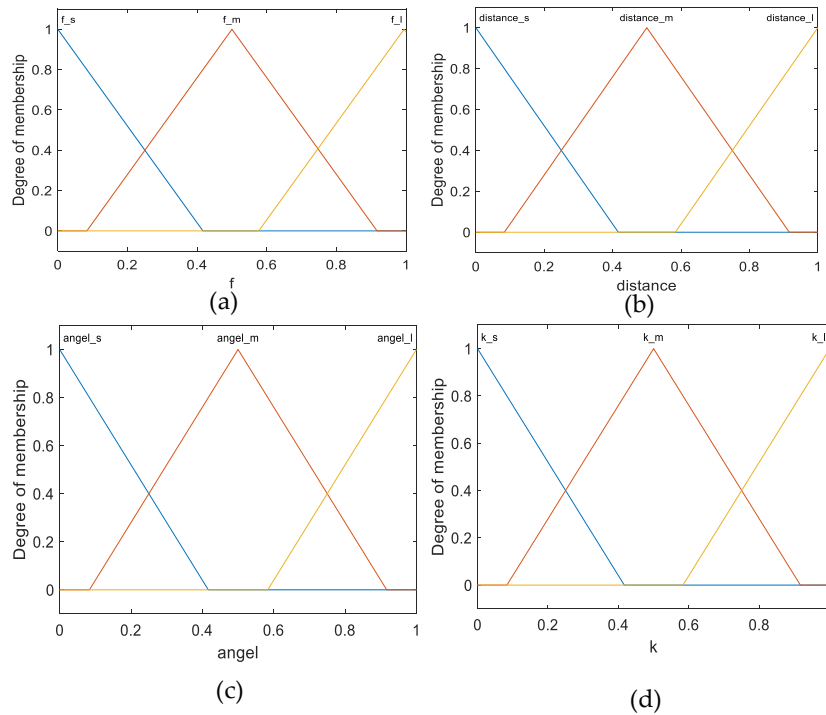 f_s f_m f_l
1
0.8
0.6
0.4
0.2
0
Degree of membership
0 0.2 0.4 0.6 0.8 1
f
(a)
distance_s distance_m distance_l
1
0.8
0.6
0.4
0.2
0
Degree of membership
0 0.2 0.4 0.6 0.8 1
distance
(b)
angel_s angel_m angel_l
1
0.8
0.6
0.4
0.2
0
Degree of membership
0 0.2 0.4 0.6 0.8 1
angel
(c)
k_s k_m k_l
1
0.8
0.6
0.4
0.2
0
Degree of membership
0 0.2 0.4 0.6 0.8
k
(d)